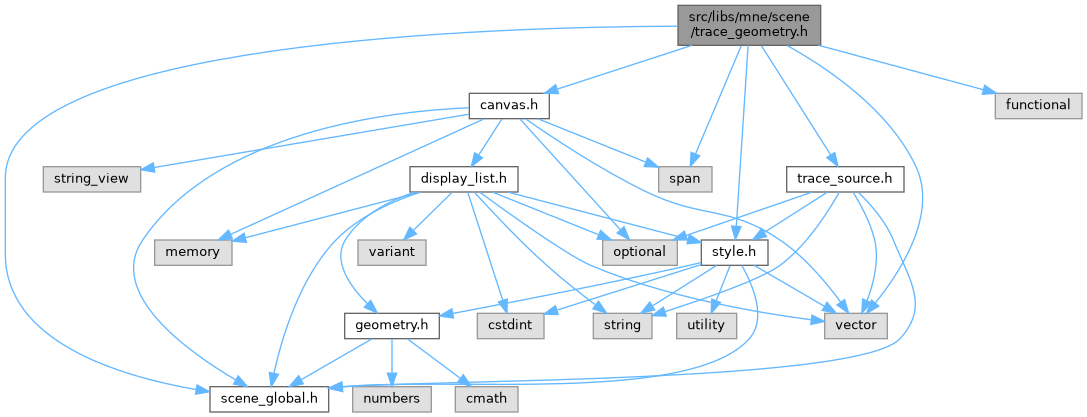 src/libs/mne/scene
/trace_geometry.h
canvas.h
functional
string_view
display_list.h
span
trace_source.h
memory
variant
optional
style.h
geometry.h
cstdint
string
utility
vector
scene_global.h
numbers
cmath